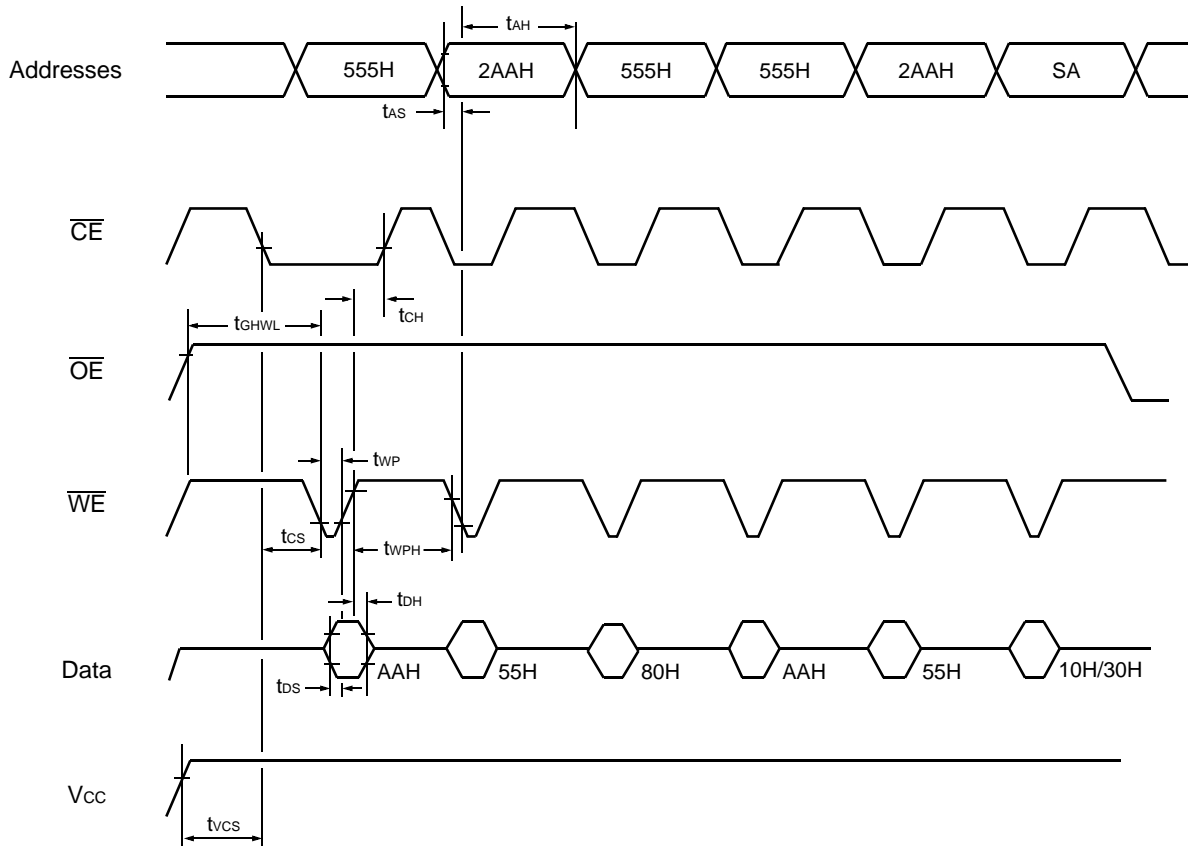 tAH
Addresses 555H 2AAH 555H 555H 2AAH SA
tAS
CE
tCH
tGHWL
OE
tWP
WE
tCS tWPH
tDH
Data AAH 55H 80H AAH 55H 10H/30H
tDS
VCC
tVCS